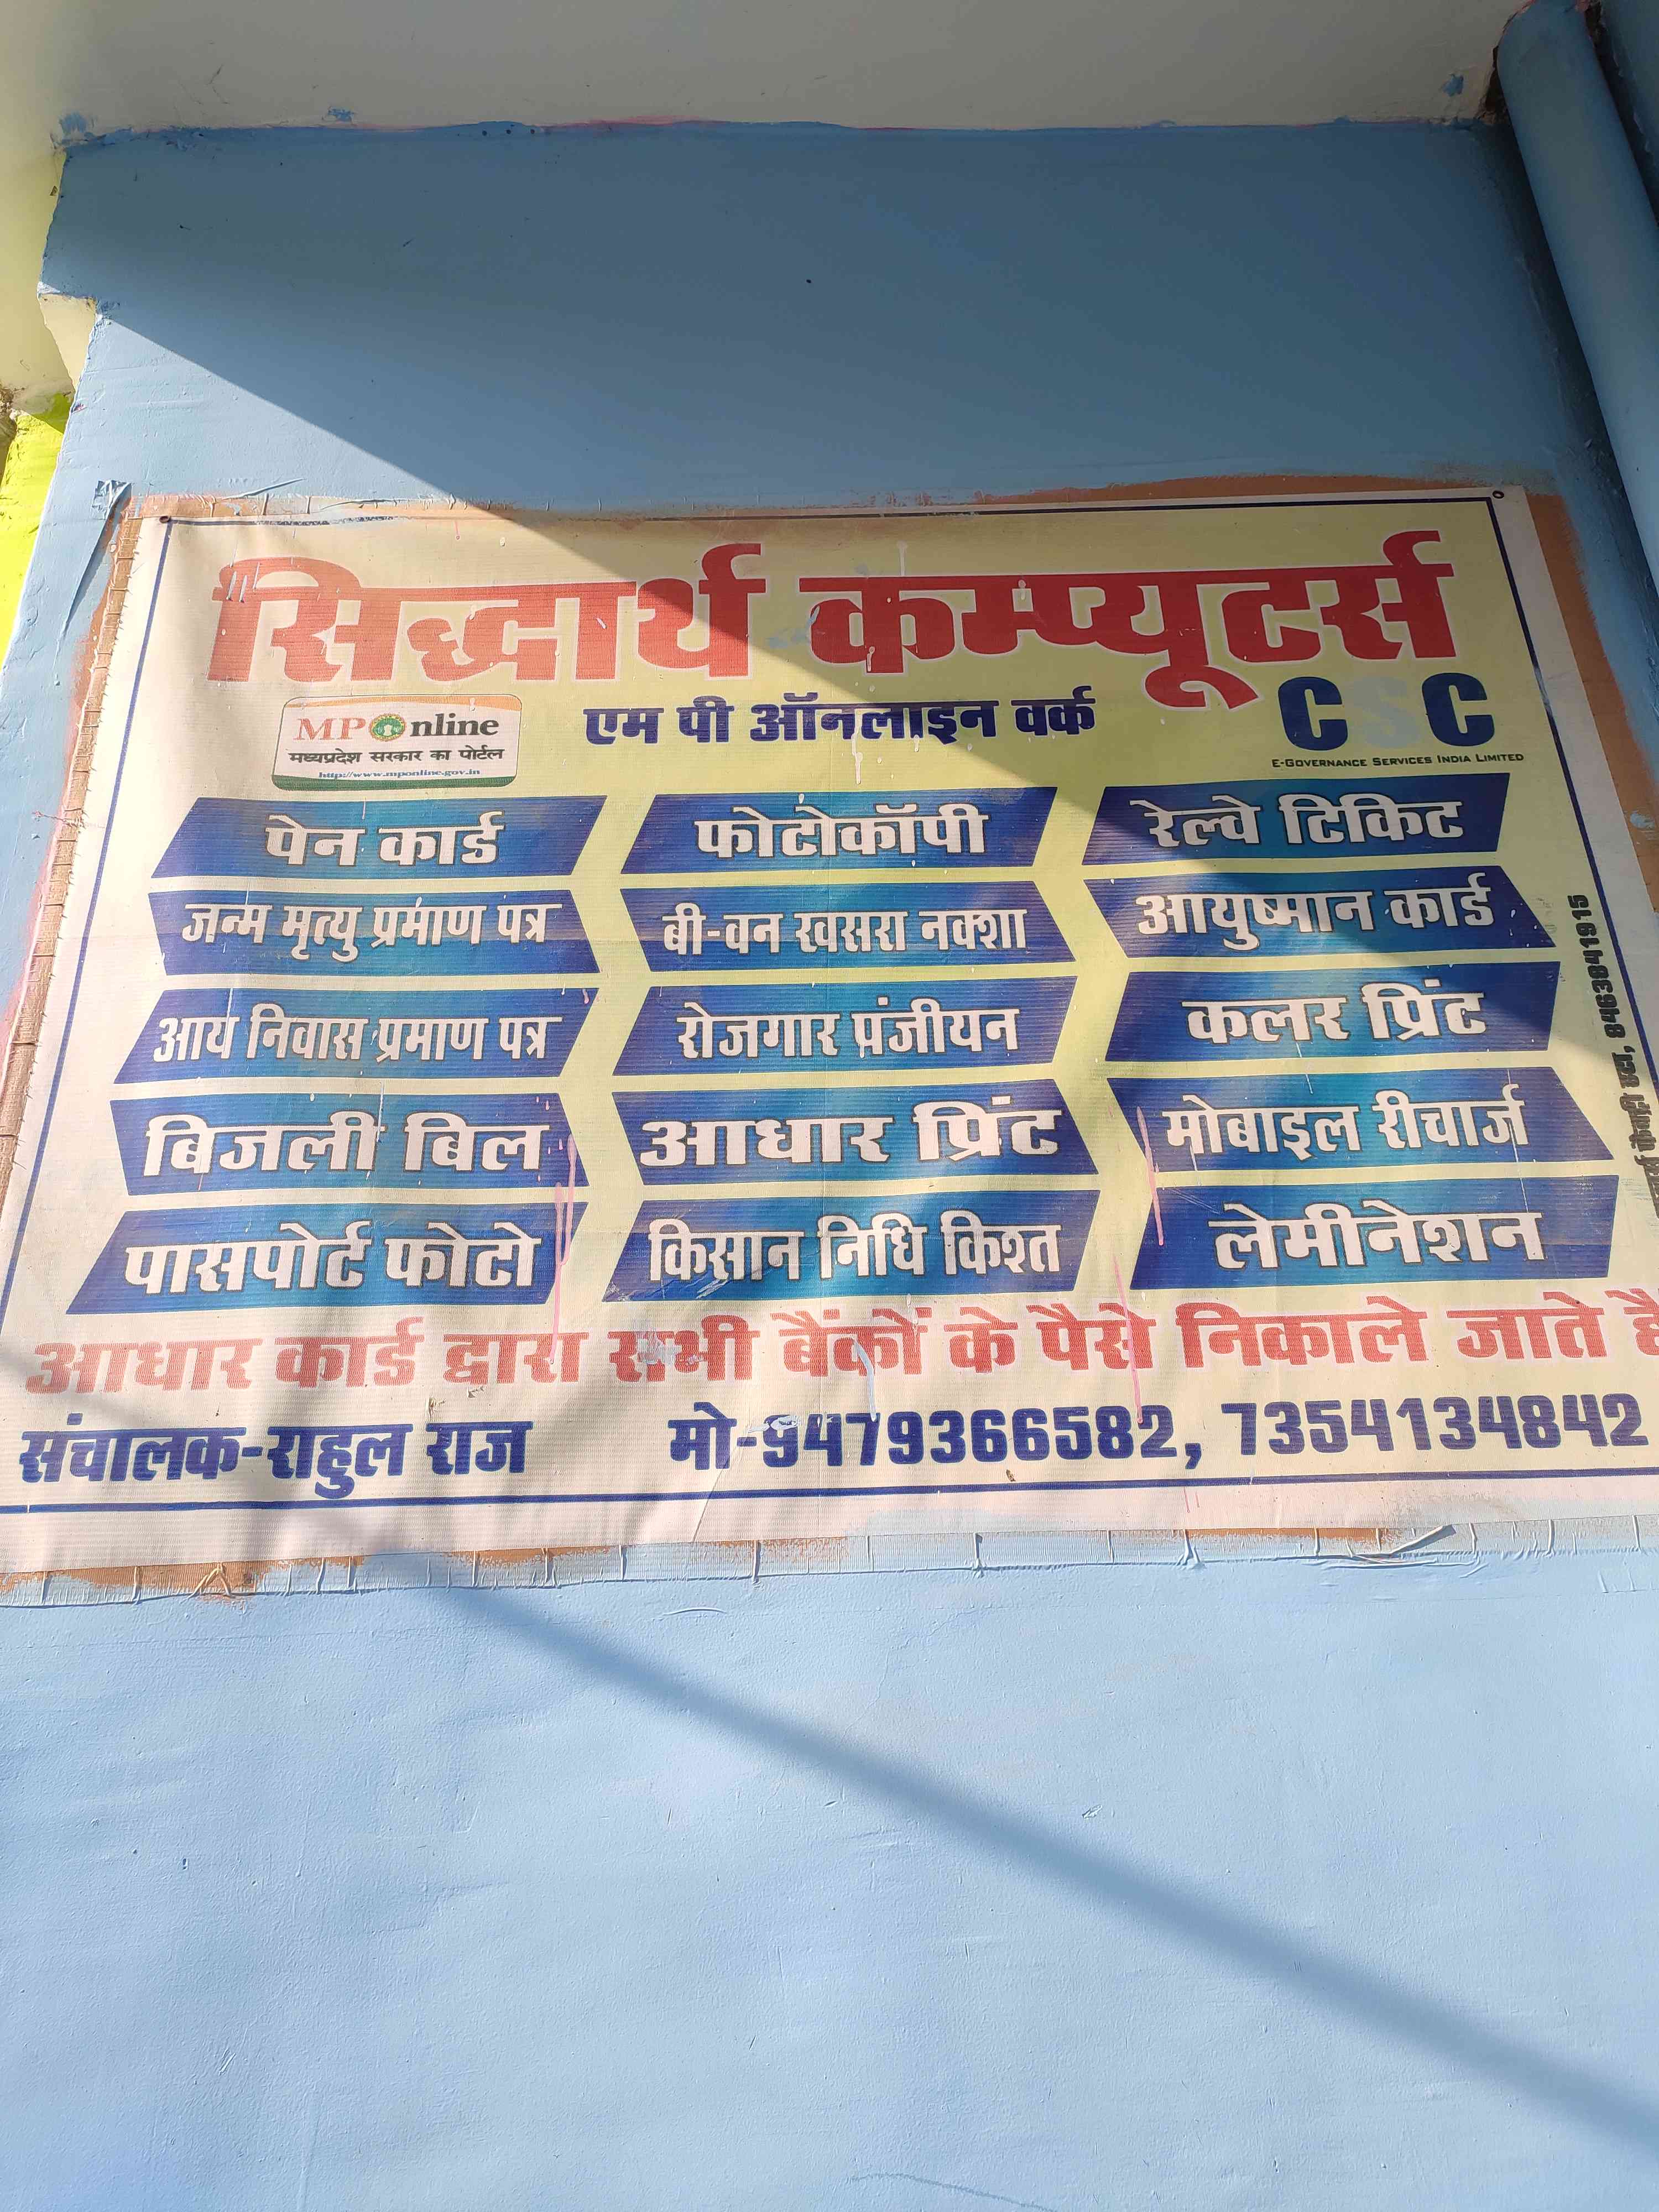 सिद्धार्थ कम्प्यूटर्स
MPOnline
मध्यप्रदेश सरकार का पोर्टल
http://www.mponline.gov.in
एम पी ऑनलाइन वर्क
CSC
E-GOVERNANCE SERVICES INDIA LIMITED
पेन कार्ड फोटोकॉपी रेल्वे टिकिट
जन्म मृत्यु प्रमाण पत्र बी-वन खसरा नक्शा आयुष्मान कार्ड
आय निवास प्रमाण पत्र रोजगार पंजीयन कलर प्रिंट
बिजली बिल आधार प्रिंट मोबाइल रीचार्ज
पासपोर्ट फोटो किसान निधि किश्त लेमीनेशन
आधार कार्ड द्वारा सभी बैंकों के पैसे निकाले जाते है
संचालक-राहुल राज मो-9479366582, 7354134842
8463841915